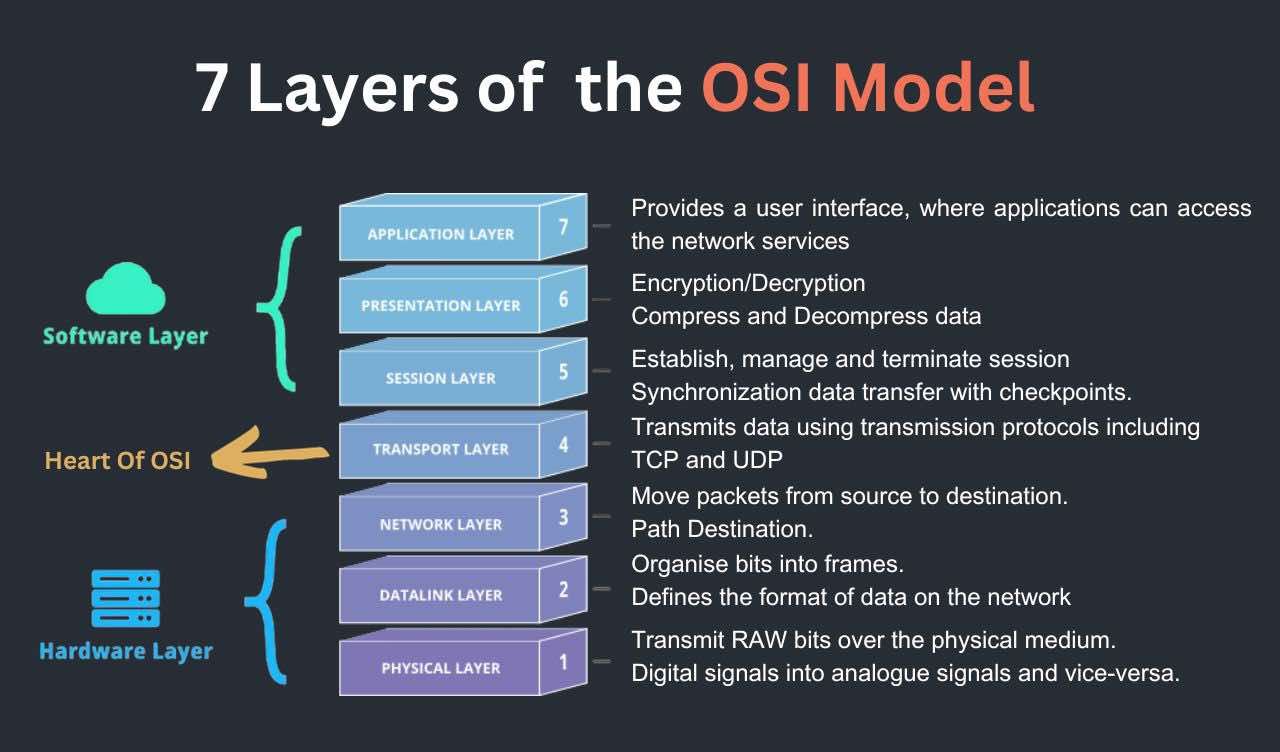 7 Layers of the OSI Model
APPLICATION LAYER 7
Provides a user interface, where applications can access
the network services
PRESENTATION LAYER 6
Encryption/Decryption
Compress and Decompress data
Software Layer
SESSION LAYER 5
Establish, manage and terminate session
Synchronization data transfer with checkpoints.
Heart Of OSI
TRANSPORT LAYER 4
Transmits data using transmission protocols including
TCP and UDP
NETWORK LAYER 3
Move packets from source to destination.
Path Destination.
DATALINK LAYER 2
Organise bits into frames.
Defines the format of data on the network
Hardware Layer
PHYSICAL LAYER 1
Transmit RAW bits over the physical medium.
Digital signals into analogue signals and vice-versa.